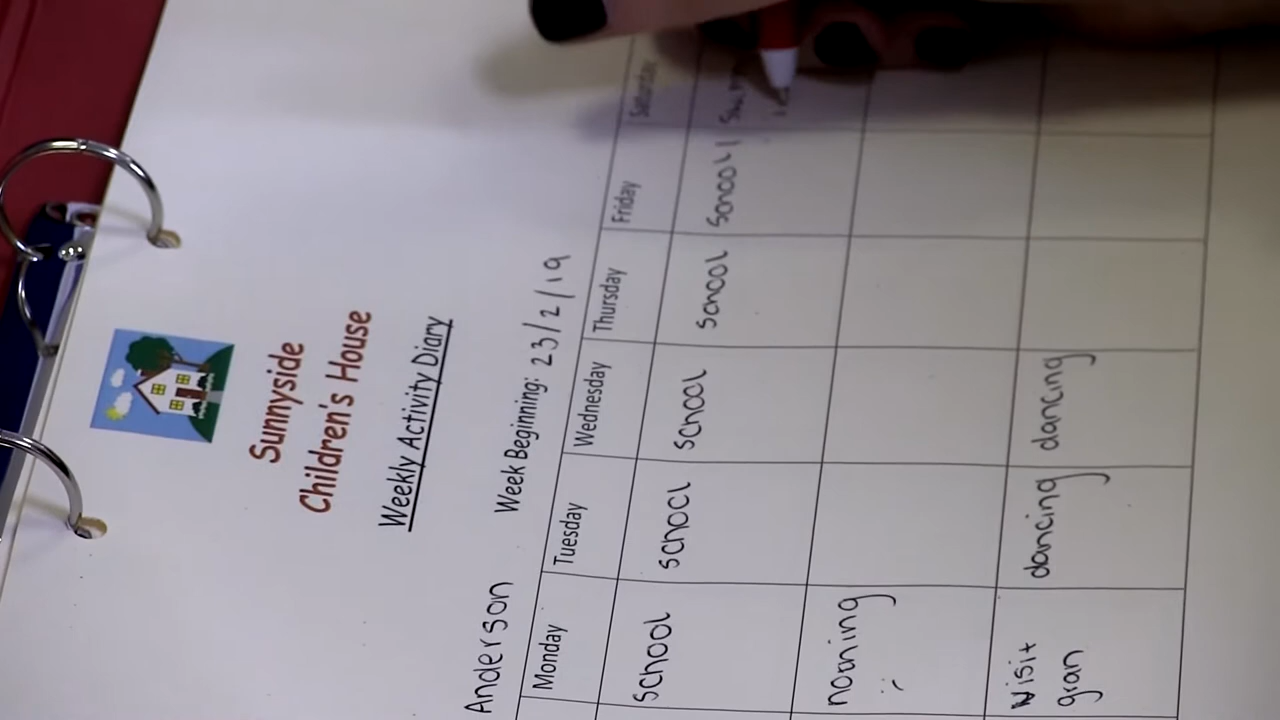 Sunnyside
Children's House
Weekly Activity Diary
Anderson Week Beginning: 23/2/19
Monday Tuesday Wednesday Thursday Friday Saturday
School School School School School
noming
visit dancing dancing
gran